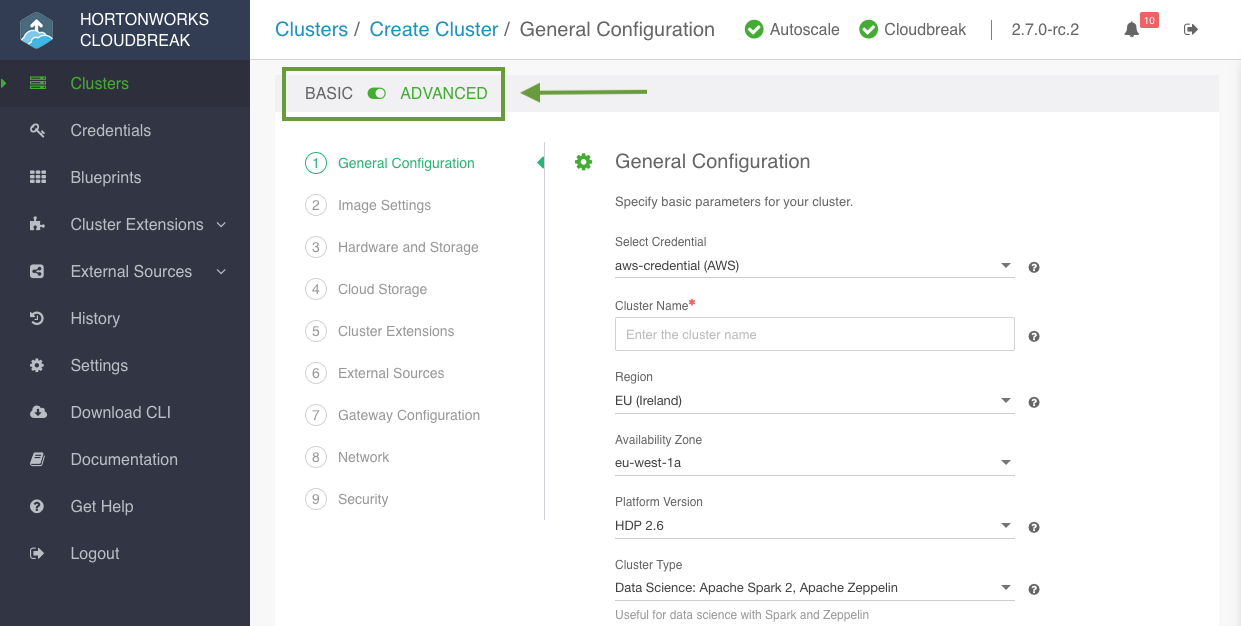 HORTONWORKS
CLOUDBREAK
Clusters / Create Cluster / General Configuration
Autoscale
Cloudbreak
2.7.0-rc.2
10
Clusters
Credentials
Blueprints
Cluster Extensions
External Sources
History
Settings
Download CLI
Documentation
Get Help
Logout
BASIC ADVANCED
1 General Configuration
2 Image Settings
3 Hardware and Storage
4 Cloud Storage
5 Cluster Extensions
6 External Sources
7 Gateway Configuration
8 Network
9 Security
General Configuration
Specify basic parameters for your cluster.
Select Credential
aws-credential (AWS)
Cluster Name*
Enter the cluster name
Region
EU (Ireland)
Availability Zone
eu-west-1a
Platform Version
HDP 2.6
Cluster Type
Data Science: Apache Spark 2, Apache Zeppelin
Useful for data science with Spark and Zeppelin